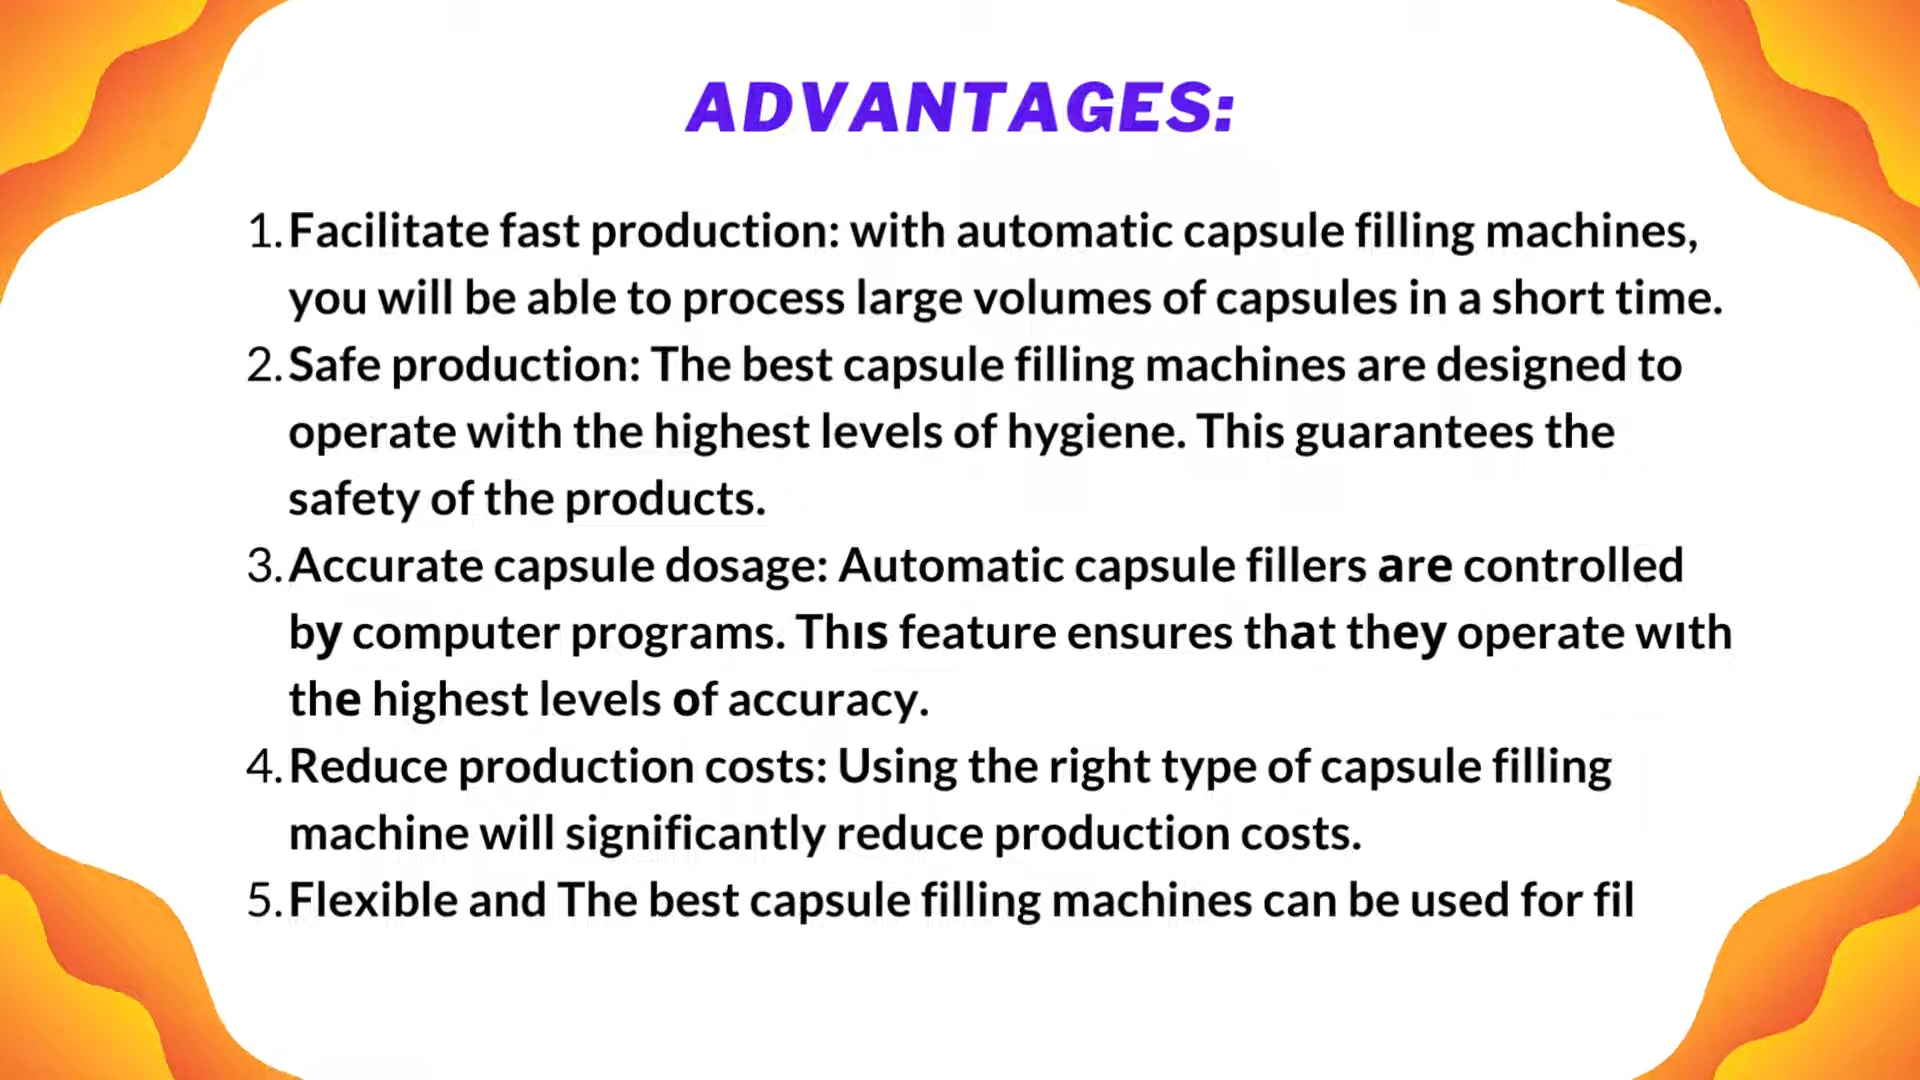 ADVANTAGES:
1. Facilitate fast production: with automatic capsule filling machines,
you will be able to process large volumes of capsules in a short time.
2. Safe production: The best capsule filling machines are designed to
operate with the highest levels of hygiene. This guarantees the
safety of the products.
3. Accurate capsule dosage: Automatic capsule fillers are controlled
by computer programs. Thıs feature ensures that they operate wıth
the highest levels of accuracy.
4. Reduce production costs: Using the right type of capsule filling
machine will significantly reduce production costs.
5. Flexible and The best capsule filling machines can be used for fil